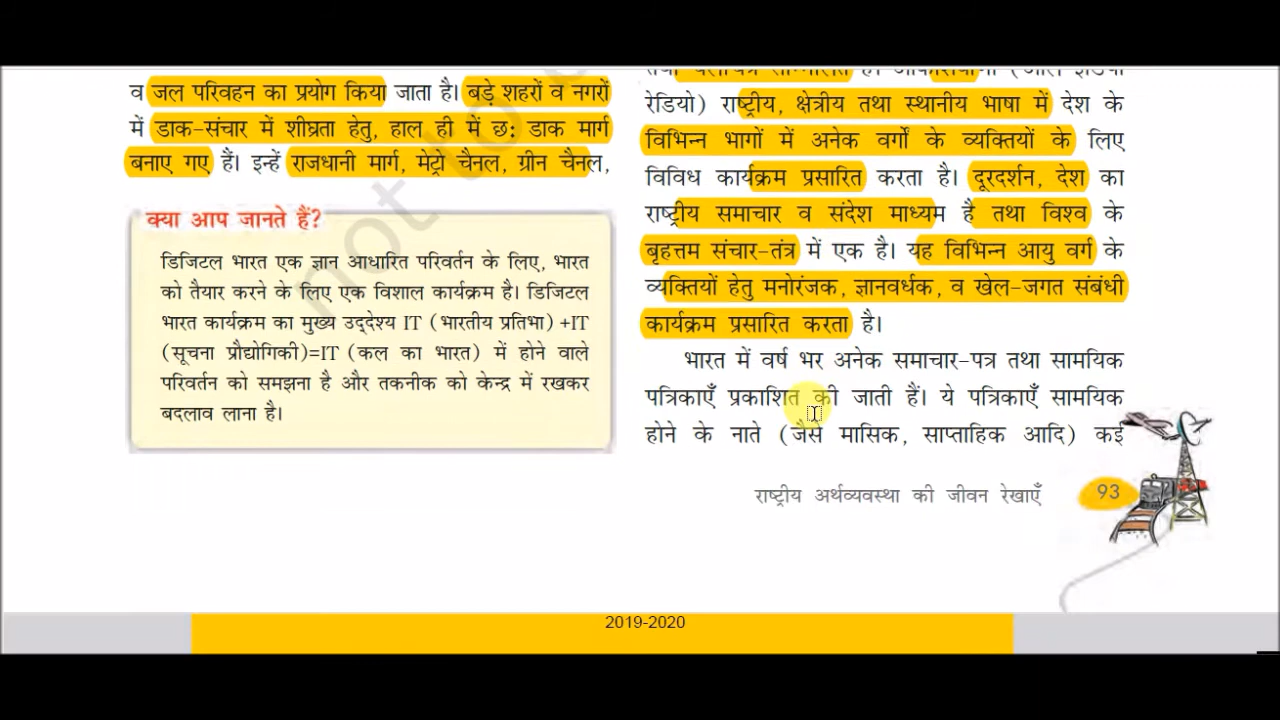 व जल परिवहन का प्रयोग किया जाता है। बड़े शहरों व नगरों
में डाक-संचार में शीघ्रता हेतु, हाल ही में छ: डाक मार्ग
बनाए गए हैं। इन्हें राजधानी मार्ग, मेट्रो चैनल, ग्रीन चैनल,
क्या आप जानते हैं?
डिजिटल भारत एक ज्ञान आधारित परिवर्तन के लिए, भारत
को तैयार करने के लिए एक विशाल कार्यक्रम है। डिजिटल
भारत कार्यक्रम का मुख्य उद्देश्य IT (भारतीय प्रतिभा) +IT
(सूचना प्रौद्योगिकी)=IT (कल का भारत) में होने वाले
परिवर्तन को समझना है और तकनीक को केन्द्र में रखकर
बदलाव लाना है।
not to
रेडियो) राष्ट्रीय, क्षेत्रीय तथा स्थानीय भाषा में देश के
विभिन्न भागों में अनेक वर्गों के व्यक्तियों के लिए
विविध कार्यक्रम प्रसारित करता है। दूरदर्शन, देश का
राष्ट्रीय समाचार व संदेश माध्यम है तथा विश्व के
बृहत्तम संचार-तंत्र में एक है। यह विभिन्न आयु वर्ग के
व्यक्तियों हेतु मनोरंजक, ज्ञानवर्धक, व खेल-जगत संबंधी
कार्यक्रम प्रसारित करता है।
भारत में वर्ष भर अनेक समाचार-पत्र तथा सामयिक
पत्रिकाएँ प्रकाशित की जाती हैं। ये पत्रिकाएँ सामयिक
होने के नाते (जैसे मासिक, साप्ताहिक आदि) कई
राष्ट्रीय अर्थव्यवस्था की जीवन रेखाएँ 93
2019-2020